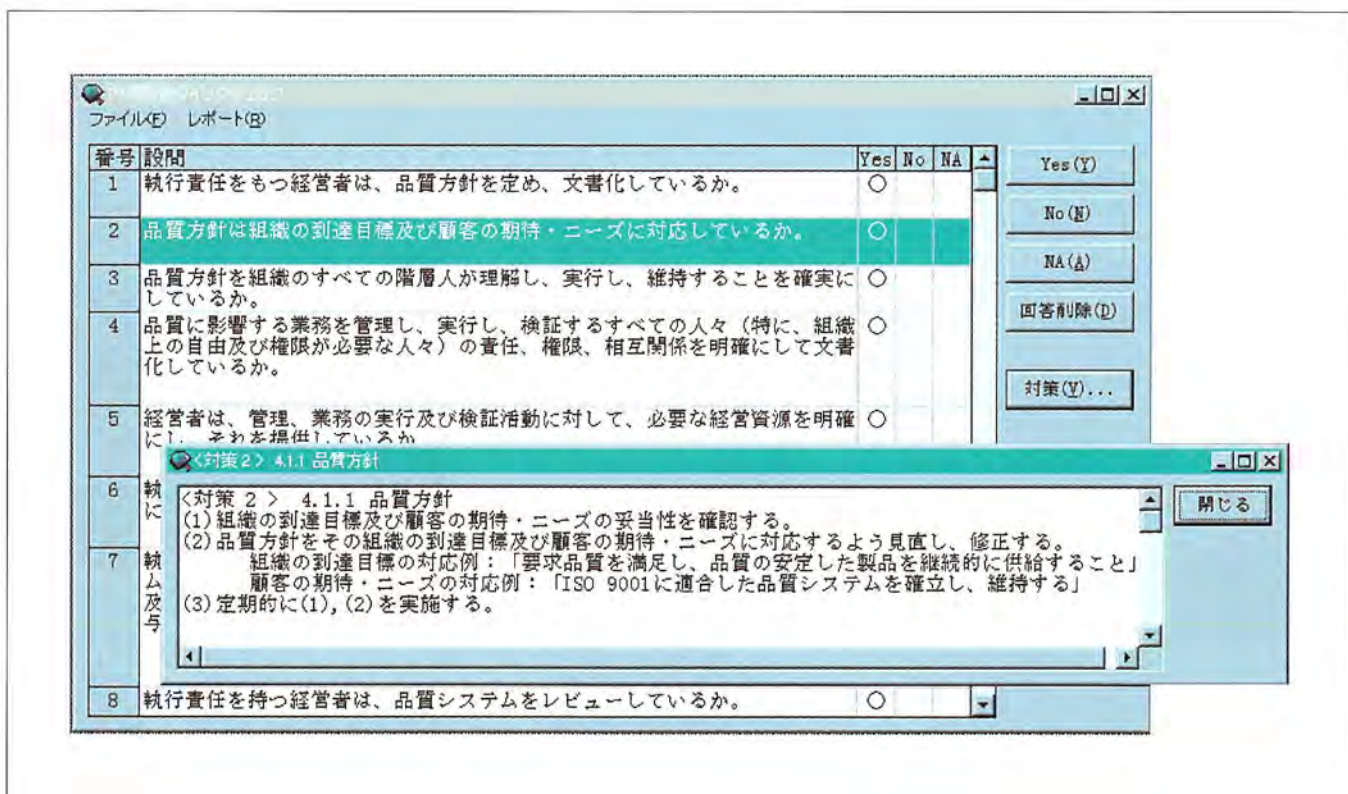 ファイル(F) レポート(R)
番号 設問 Yes No NA
1 執行責任をもつ経営者は、品質方針を定め、文書化しているか。 ○
2 品質方針は組織の到達目標及び顧客の期待・ニーズに対応しているか。 ○
3 品質方針を組織のすべての階層人が理解し、実行し、維持することを確実に ○
しているか。
4 品質に影響する業務を管理し、実行し、検証するすべての人々(特に、組織 ○
上の自由及び権限が必要な人々)の責任、権限、相互関係を明確にして文書
化しているか。
5 経営者は、管理、業務の実行及び検証活動に対して、必要な経営資源を明確 ○
にし、それを提供しているか
6 執
に
7 執
ム
及
与
8 執行責任を持つ経営者は、品質システムをレビューしているか。 ○
Yes(Y)
No(N)
NA(A)
回答削除(D)
対策(V)...
<対策2> 4.1.1 品質方針
<対策 2 > 4.1.1 品質方針
(1)組織の到達目標及び顧客の期待・ニーズの妥当性を確認する。
(2)品質方針をその組織の到達目標及び顧客の期待・ニーズに対応するよう見直し、修正する。
組織の到達目標の対応例:「要求品質を満足し、品質の安定した製品を継続的に供給すること」
顧客の期待・ニーズの対応例:「ISO 9001に適合した品質システムを確立し、維持する」
(3)定期的に(1),(2)を実施する。
閉じる